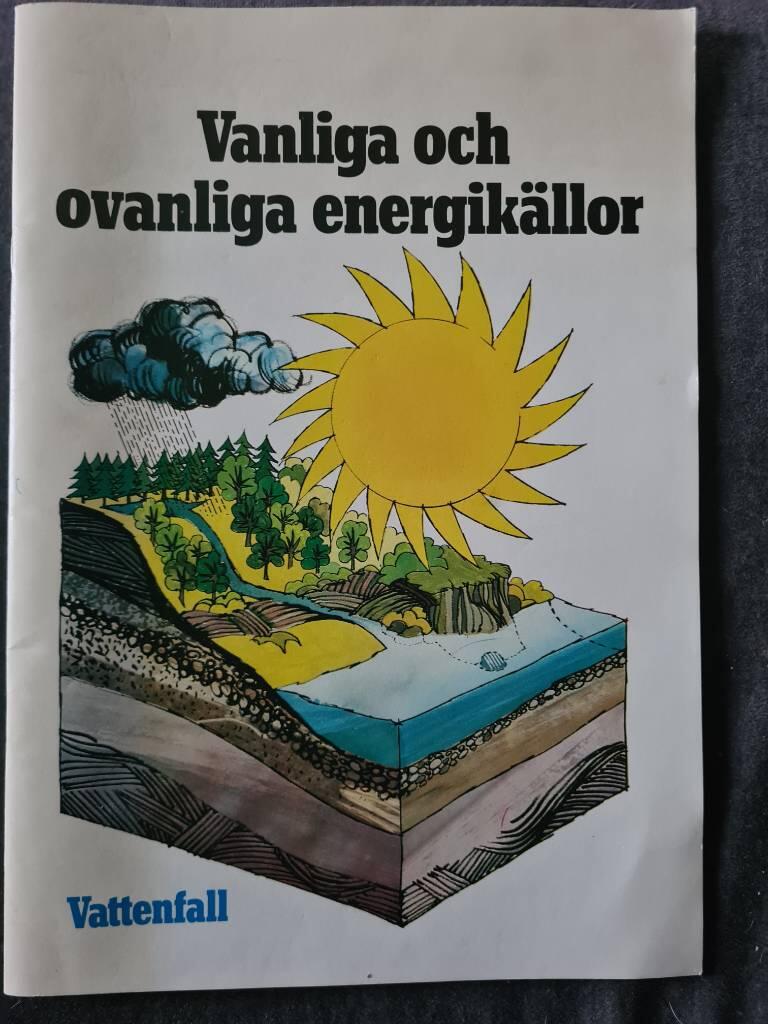 Vanliga och
ovanliga energikällor
Vattenfall